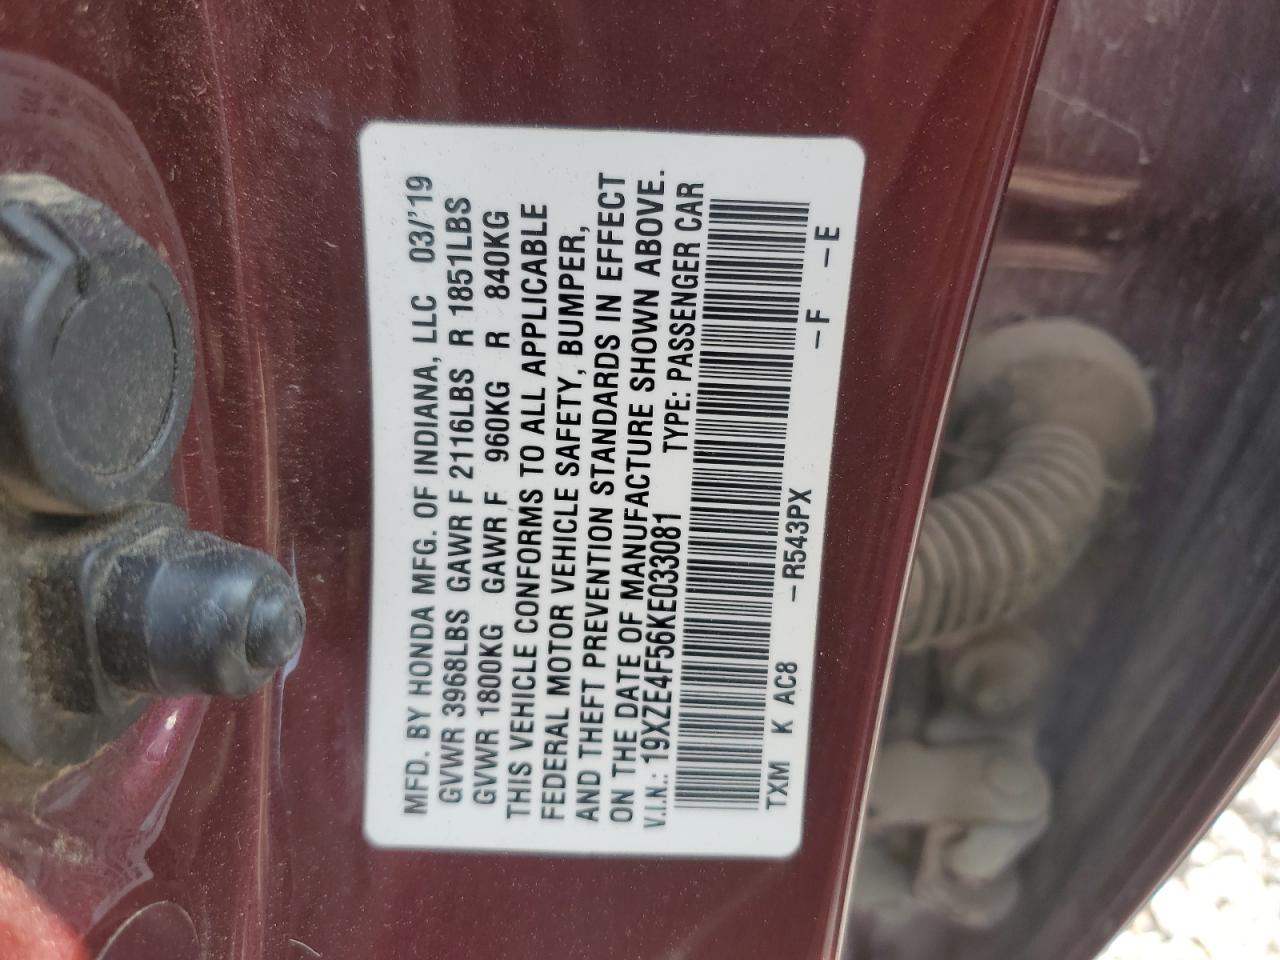 MFD. BY HONDA MFG. OF INDIANA, LLC 03/'19
GVWR 3968LBS GAWR F 2116LBS R 1851LBS
GVWR 1800KG GAWR F 960KG R 840KG
THIS VEHICLE CONFORMS TO ALL APPLICABLE
FEDERAL MOTOR VEHICLE SAFETY, BUMPER,
AND THEFT PREVENTION STANDARDS IN EFFECT
ON THE DATE OF MANUFACTURE SHOWN ABOVE.
V.I.N.: 19XZE4F56KE033081 TYPE: PASSENGER CAR
TXM K AC8 –R543PX –F –E